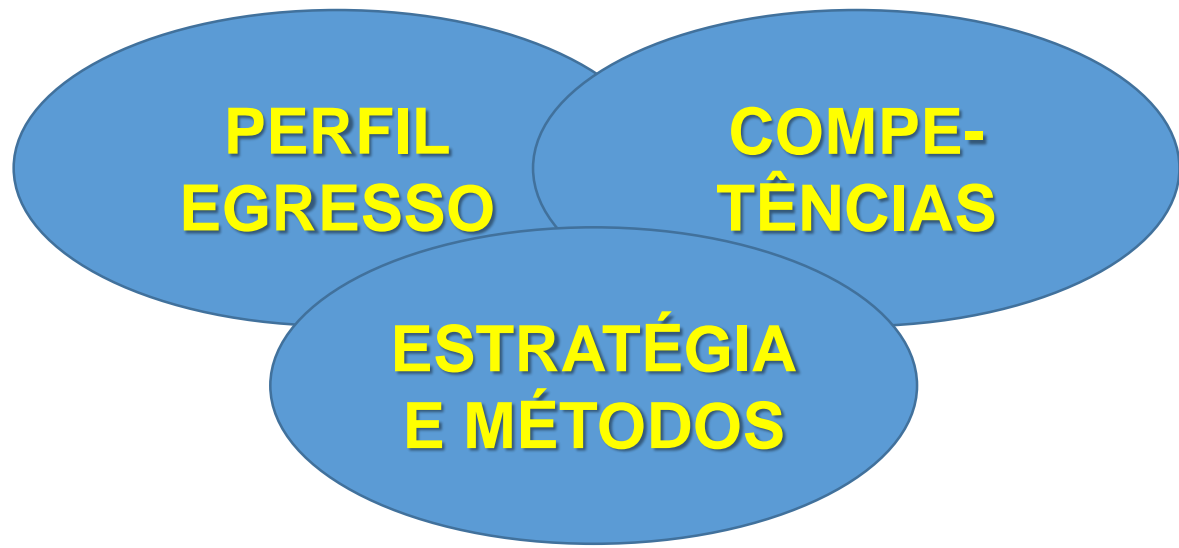 PERFIL
EGRESSO
COMPE-
TÊNCIAS
ESTRATÉGIA
E MÉTODOS